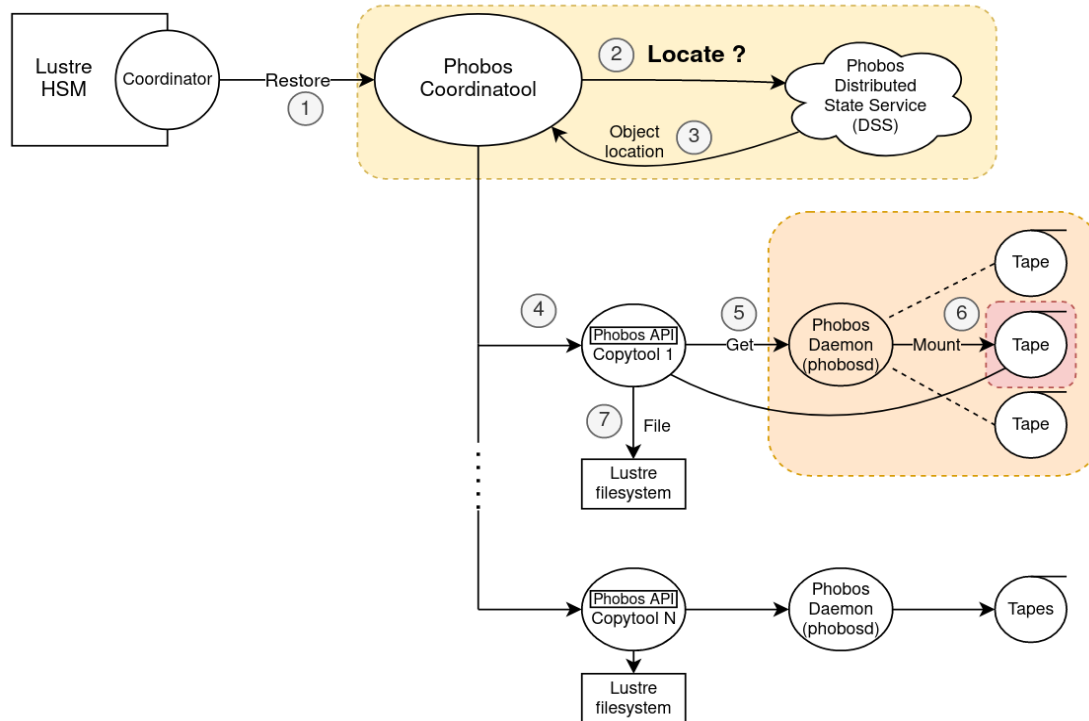 Lustre
HSM
Coordinator
Restore
1
Phobos
Coordinatool
2
Locate ?
Phobos
Distributed
State Service
(DSS)
Object
location
3
4
Phobos API
Copytool 1
5
Get
Phobos
Daemon
(phobosd)
6
Mount
Tape
Tape
Tape
7
File
Lustre
filesystem
Phobos API
Copytool N
Phobos
Daemon
(phobosd)
Tapes
Lustre
filesystem